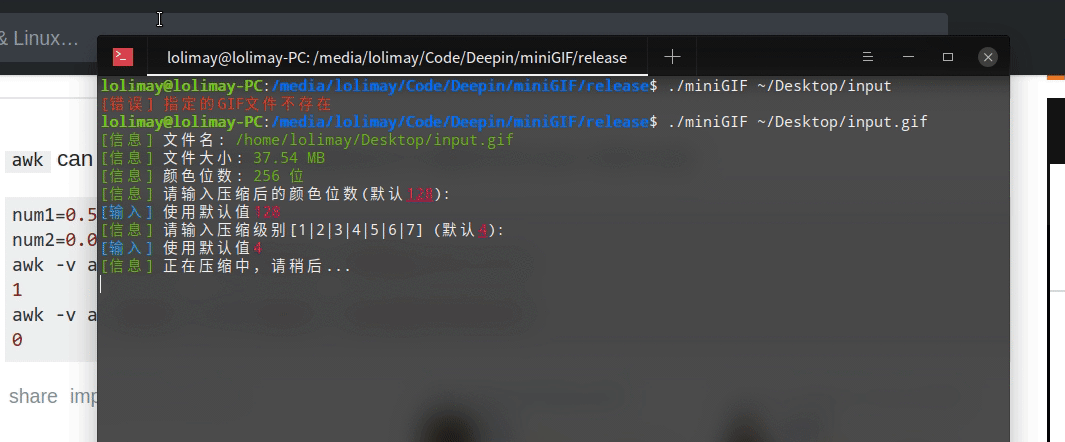 & Linux...
lolimay@lolimay-PC: /media/lolimay/Code/Deepin/miniGIF/release
lolimay@lolimay-PC:/media/lolimay/Code/Deepin/miniGIF/release$ ./miniGIF ~/Desktop/input
[错误] 指定的GIF文件不存在
lolimay@lolimay-PC:/media/lolimay/Code/Deepin/miniGIF/release$ ./miniGIF ~/Desktop/input.gif
[信息] 文件名: /home/lolimay/Desktop/input.gif
[信息] 文件大小: 37.54 MB
[信息] 颜色位数: 256 位
[信息] 请输入压缩后的颜色位数(默认128):
[输入] 使用默认值128
[信息] 请输入压缩级别[1|2|3|4|5|6|7] (默认4):
[输入] 使用默认值4
[信息] 正在压缩中, 请稍后...
awk can
num1=0.5
num2=0.0
awk -v a
1
awk -v a
0
share imp